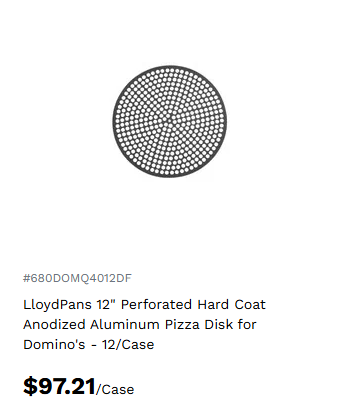 #680DOMQ4012DF
LloydPans 12" Perforated Hard Coat
Anodized Aluminum Pizza Disk for
Domino's - 12/Case
$97.21/Case